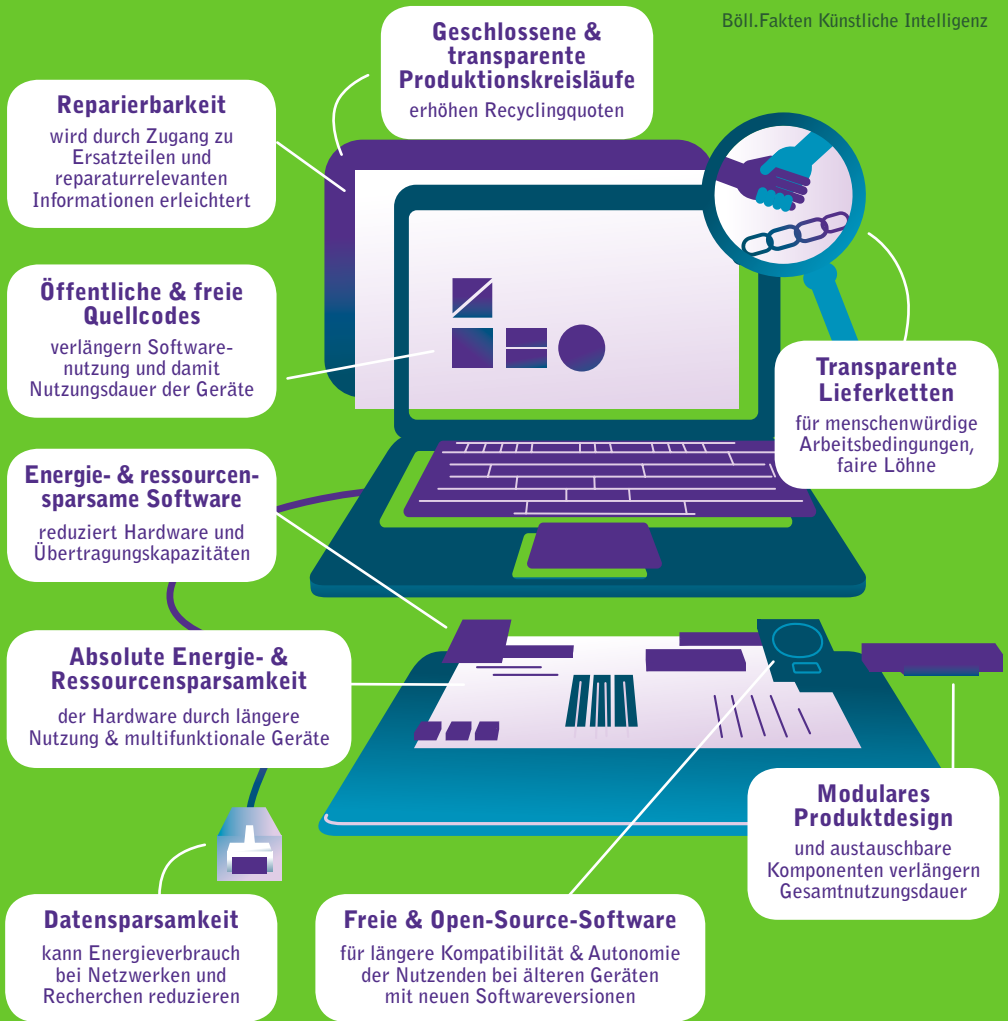 Böll.Fakten Künstliche Intelligenz
Geschlossene &
transparente
Produktionskreisläufe
erhöhen Recyclingquoten
Reparierbarkeit
wird durch Zugang zu
Ersatzteilen und
reparaturrelevanten
Informationen erleichtert
Öffentliche & freie
Quellcodes
verlängern Software-
nutzung und damit
Nutzungsdauer der Geräte
Transparente
Lieferketten
für menschenwürdige
Arbeitsbedingungen,
faire Löhne
Energie- & ressourcen-
sparsame Software
reduziert Hardware und
Übertragungskapazitäten
Absolute Energie- &
Ressourcensparsamkeit
der Hardware durch längere
Nutzung & multifunktionale Geräte
Modulares
Produktdesign
und austauschbare
Komponenten verlängern
Gesamtnutzungsdauer
Datensparsamkeit
kann Energieverbrauch
bei Netzwerken und
Recherchen reduzieren
Freie & Open-Source-Software
für längere Kompatibilität & Autonomie
der Nutzenden bei älteren Geräten
mit neuen Softwareversionen